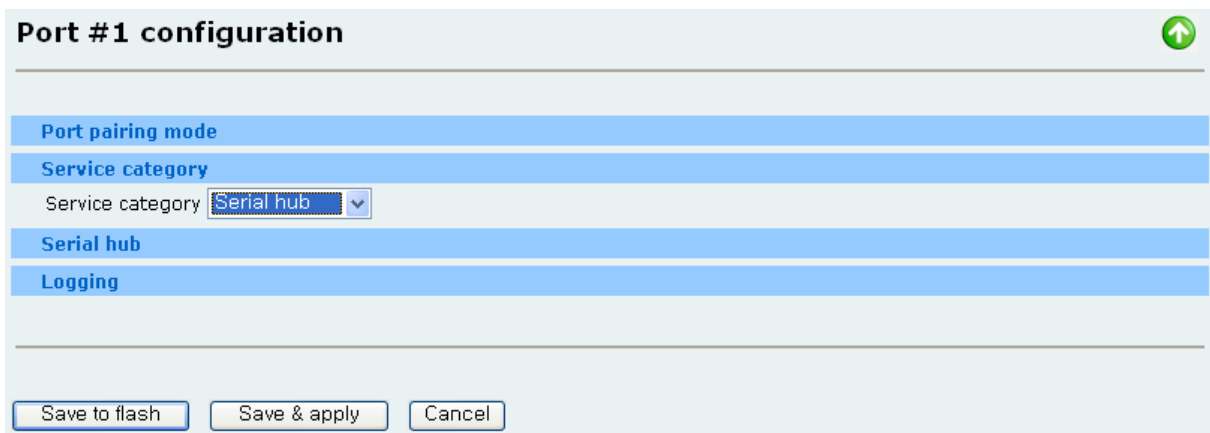 Port #1 configuration
Port pairing mode
Service category
Service category Serial hub
Serial hub
Logging
Save to flash Save & apply Cancel